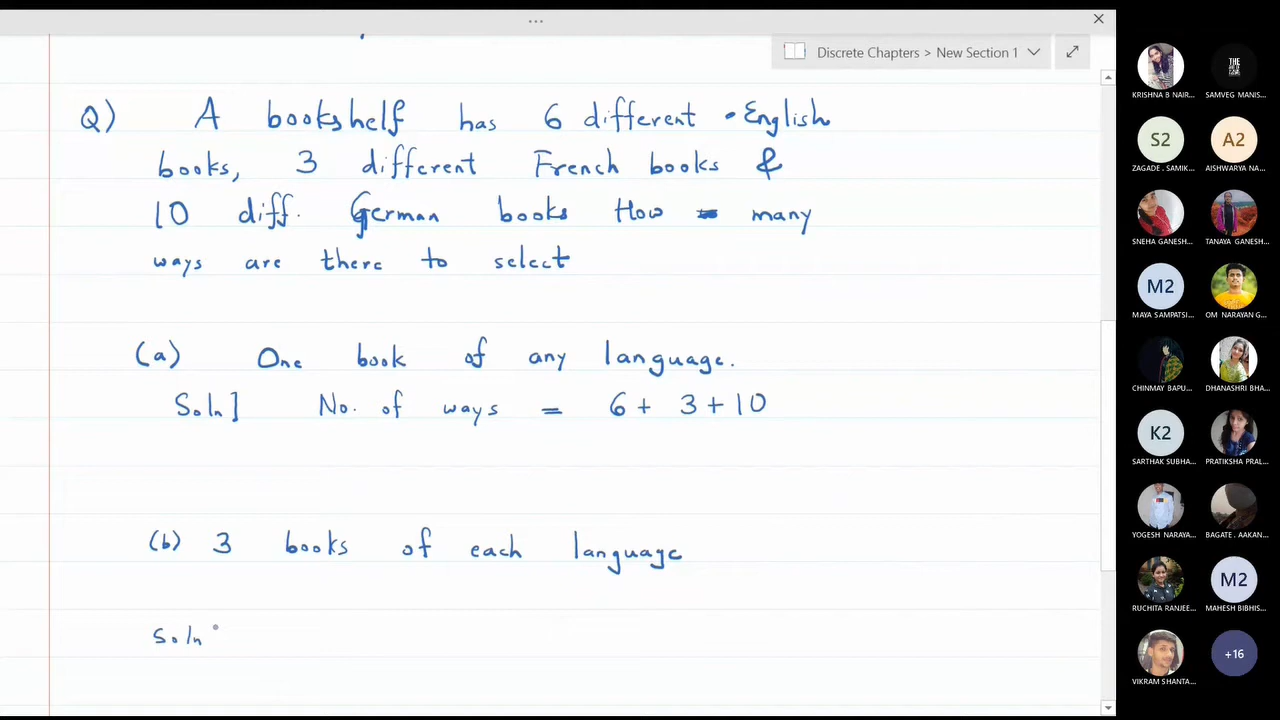 Discrete Chapters > New Section 1
Q) A bookshelf has 6 different English
books, 3 different French books &
10 diff. German books How many
ways are there to select
(a) One book of any language.
Soln] No. of ways = 6 + 3 + 10
(b) 3 books of each language
Soln
KRISHNA B NAIR...
SAMVEG MANIS...
S2
A2
ZAGADE . SAMIK...
AISHWARYA NA...
SNEHA GANESH...
TANAYA GANESH...
M2
MAYA SAMPATSI...
OM NARAYAN G...
CHINMAY BAPU...
DHANASHRI BHA...
K2
SARTHAK SUBHA...
PRATIKSHA PRAL...
YOGESH NARAYA...
BAGATE . AAKAN...
M2
RUCHITA RANJEE...
MAHESH BIBHIS...
+16
VIKRAM SHANTA...